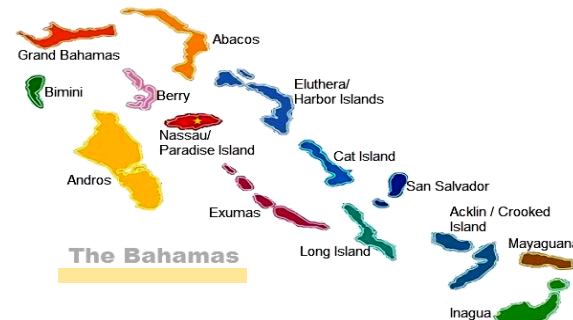 Abacos
Grand Bahamas
Bimini
Berry
Eluthera/
Harbor Islands
Nassau/
Paradise Island
Cat Island
Andros
San Salvador
Exumas
Acklin / Crooked
Island
Long Island
Mayaguana
The Bahamas
Inagua